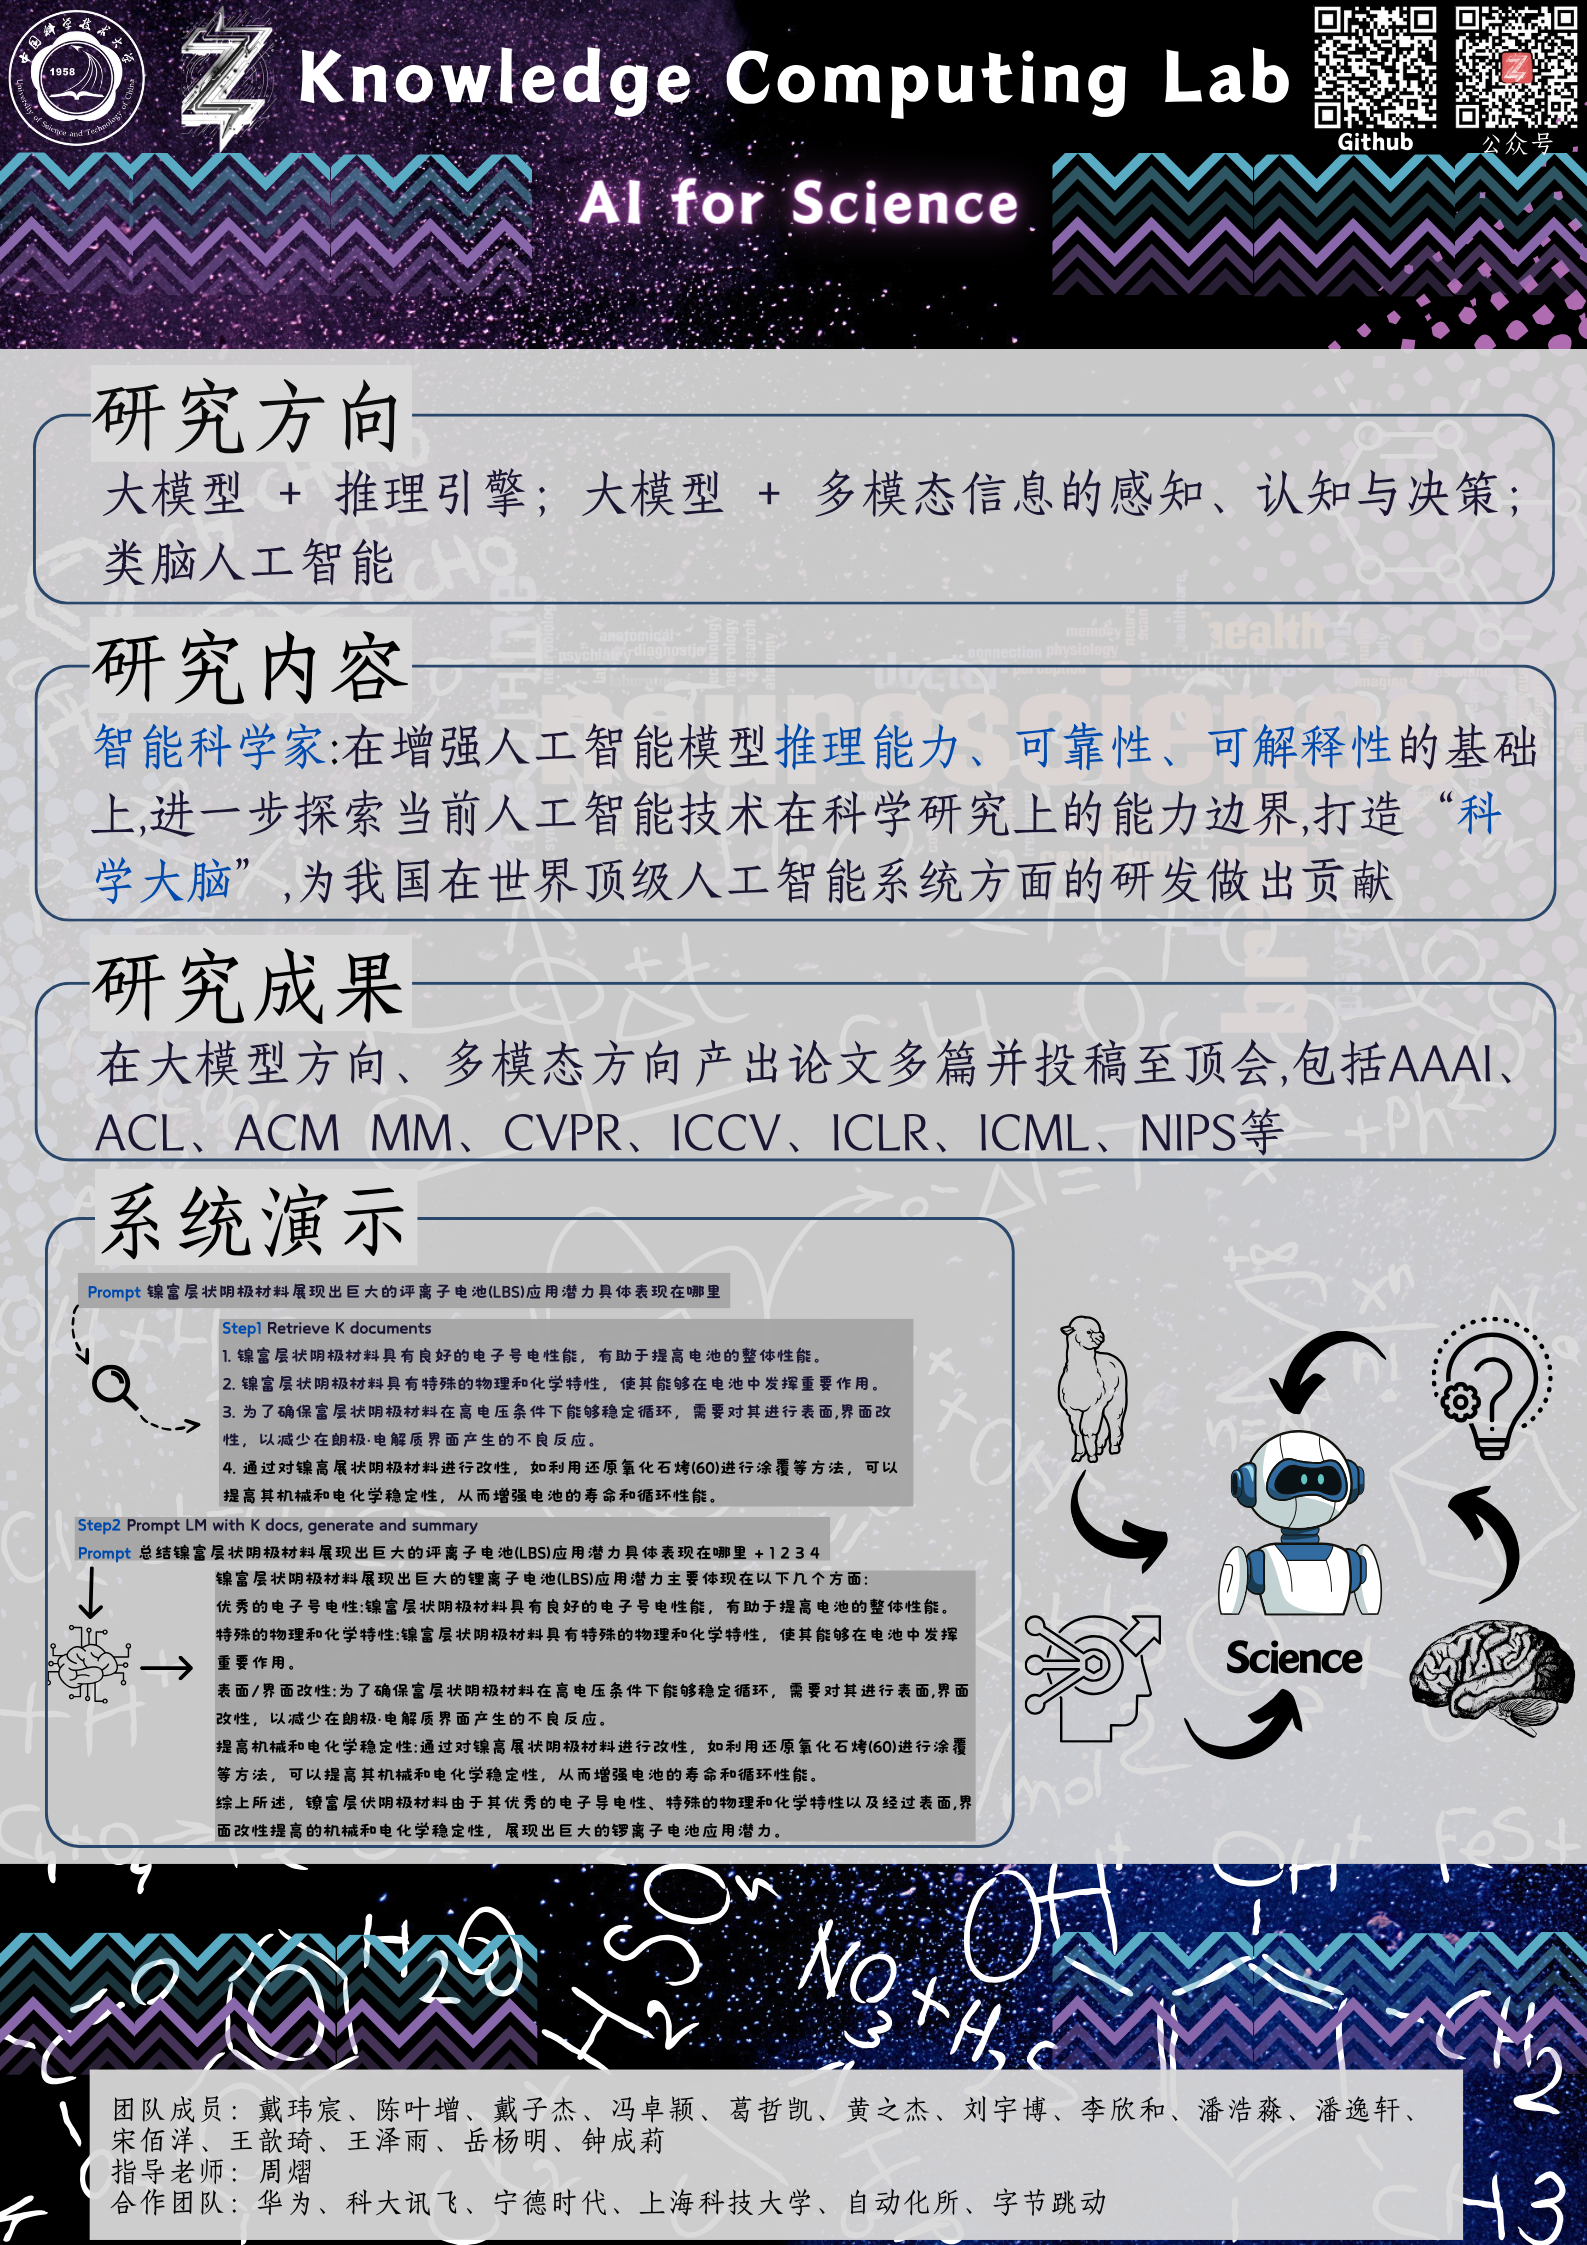 中国科学技术大学
1958
University of Science and Technology of China
Knowledge Computing Lab
Github
公众号
AI for Science
研究方向
大模型 + 推理引擎；大模型 + 多模态信息的感知、认知与决策；
类脑人工智能
研究内容
智能科学家:在增强人工智能模型推理能力、可靠性、可解释性的基础
上,进一步探索当前人工智能技术在科学研究上的能力边界,打造“科
学大脑”,为我国在世界顶级人工智能系统方面的研发做出贡献
研究成果
在大模型方向、多模态方向产出论文多篇并投稿至顶会,包括AAAI、
ACL、ACM MM、CVPR、ICCV、ICLR、ICML、NIPS等
系统演示
Prompt 镍富层状阴极材料展现出巨大的评离子电池(LBS)应用潜力具体表现在哪里
Step1 Retrieve K documents
1. 镍富层状阴极材料具有良好的电子号电性能，有助于提高电池的整体性能。
2. 镍富层状阴极材料具有特殊的物理和化学特性，使其能够在电池中发挥重要作用。
3. 为了确保富层状阴极材料在高电压条件下能够稳定循环，需要对其进行表面,界面改
性，以减少在朗极·电解质界面产生的不良反应。
4. 通过对镍高展状阴极材料进行改性，如利用还原氧化石烤(60)进行涂覆等方法，可以
提高其机械和电化学稳定性，从而增强电池的寿命和循环性能。
Step2 Prompt LM with K docs, generate and summary
Prompt 总结镍富层状阴极材料展现出巨大的评离子电池(LBS)应用潜力具体表现在哪里 + 1 2 3 4
镍富层状阴极材料展现出巨大的锂离子电池(LBS)应用潜力主要体现在以下几个方面:
优秀的电子号电性:镍富层状阴极材料具有良好的电子号电性能，有助于提高电池的整体性能。
特殊的物理和化学特性:镍富层状阴极材料具有特殊的物理和化学特性，使其能够在电池中发挥
重要作用。
表面/界面改性:为了确保富层状阴极材料在高电压条件下能够稳定循环，需要对其进行表面,界面
改性，以减少在朗极·电解质界面产生的不良反应。
提高机械和电化学稳定性:通过对镍高展状阴极材料进行改性，如利用还原氧化石烤(60)进行涂覆
等方法，可以提高其机械和电化学稳定性，从而增强电池的寿命和循环性能。
综上所述，镣富层伏阴极材料由于其优秀的电子导电性、特殊的物理和化学特性以及经过表面,界
面改性提高的机械和电化学稳定性，展现出巨大的锣离子电池应用潜力。
Science
团队成员：戴玮宸、陈叶增、戴子杰、冯卓颖、葛哲凯、黄之杰、刘宇博、李欣和、潘浩淼、潘逸轩、
宋佰洋、王歆琦、王泽雨、岳杨明、钟成莉
指导老师：周熠
合作团队：华为、科大讯飞、宁德时代、上海科技大学、自动化所、字节跳动